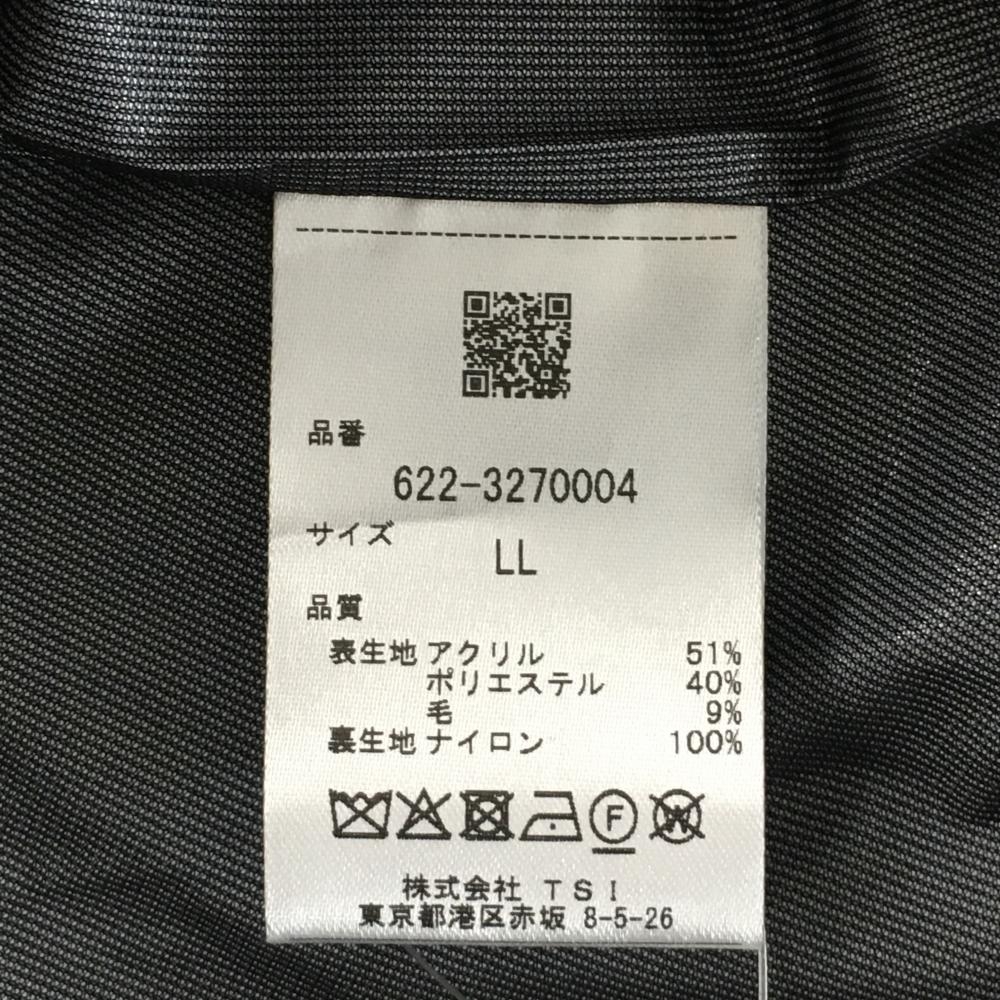 品番
622-3270004
サイズ
LL
品質
表生地 アクリル 51%
ポリエステル 40%
毛 9%
裏生地 ナイロン 100%
F
W
株式会社 TSI
東京都港区赤坂 8-5-26